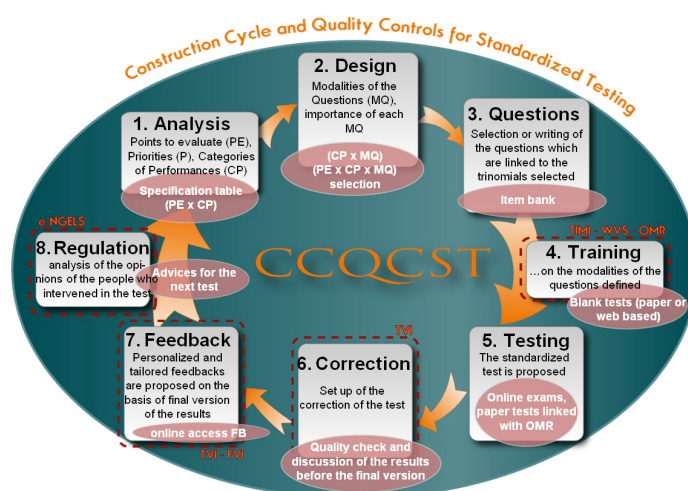 Construction Cycle and Quality Controls for Standardized Testing
1. Analysis
Points to evaluate (PE),
Priorities (P), Categories
of Performances (CP)
Specification table
(PE x CP)
2. Design
Modalities of the
Questions (MQ),
importance of each
MQ
(CP x MQ)
(PE x CP x MQ)
selection
3. Questions
Selection or writing of
the questions which
are linked to the
trinomials selected
Item bank
TIMI - WVS - OMR
4. Training
...on the modalities of the
questions defined
Blank tests (paper or
web based)
5. Testing
The standardized
test is proposed
Online exams,
paper tests linked
with OMR
TVI
6. Correction
Set up of the
correction of the test
Quality check and
discussion of the results
before the final version
7. Feedback
Personalized and
tailored feedbacks
are proposed on the
basis of final version
of the results
online access FB
TVI - FVI
e NGELS
8. Regulation
analysis of the opi-
nions of the people who
intervened in the test
Advices for the
next test
CCQCST